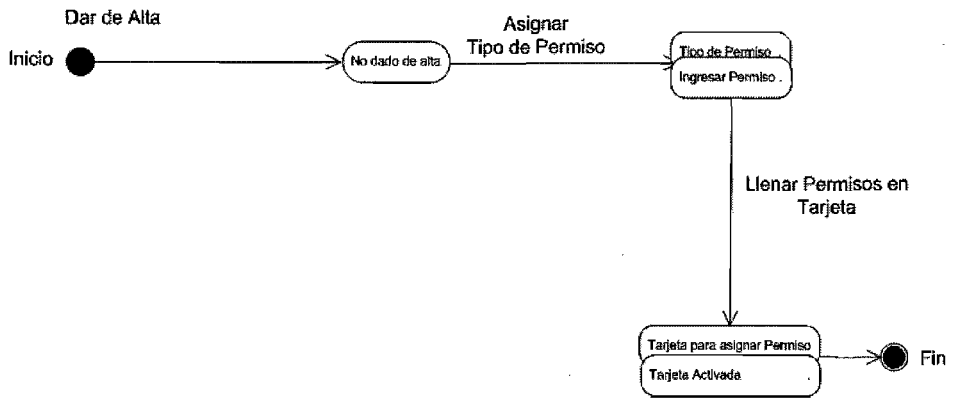 Dar de Alta
Inicio
No dado de alta
Asignar
Tipo de Permiso
Tipo de Permiso
Ingresar Permiso
Llenar Permisos en
Tarjeta
Tarjeta para asignar Permiso
Tarjeta Activada
Fin